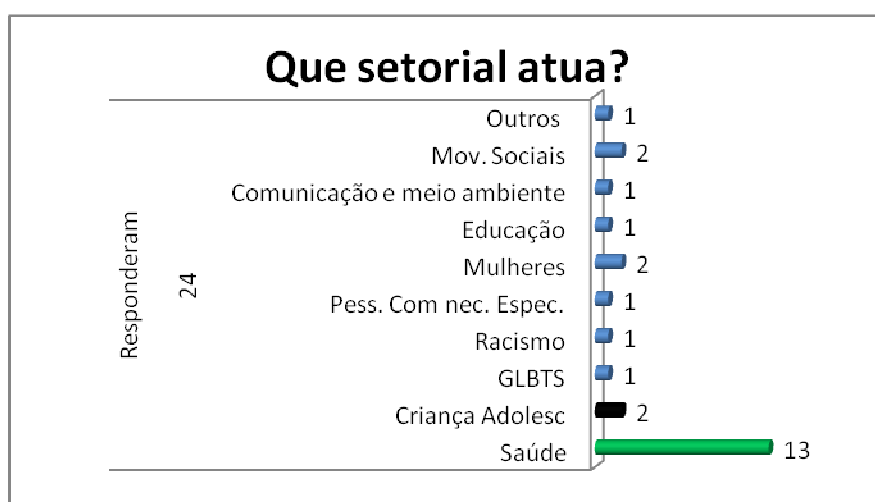 Que setorial atua?
Responderam
24
Outros 1
Mov. Sociais 2
Comunicação e meio ambiente 1
Educação 1
Mulheres 2
Pess. Com nec. Espec. 1
Racismo 1
GLBTS 1
Criança Adolesc 2
Saúde 13